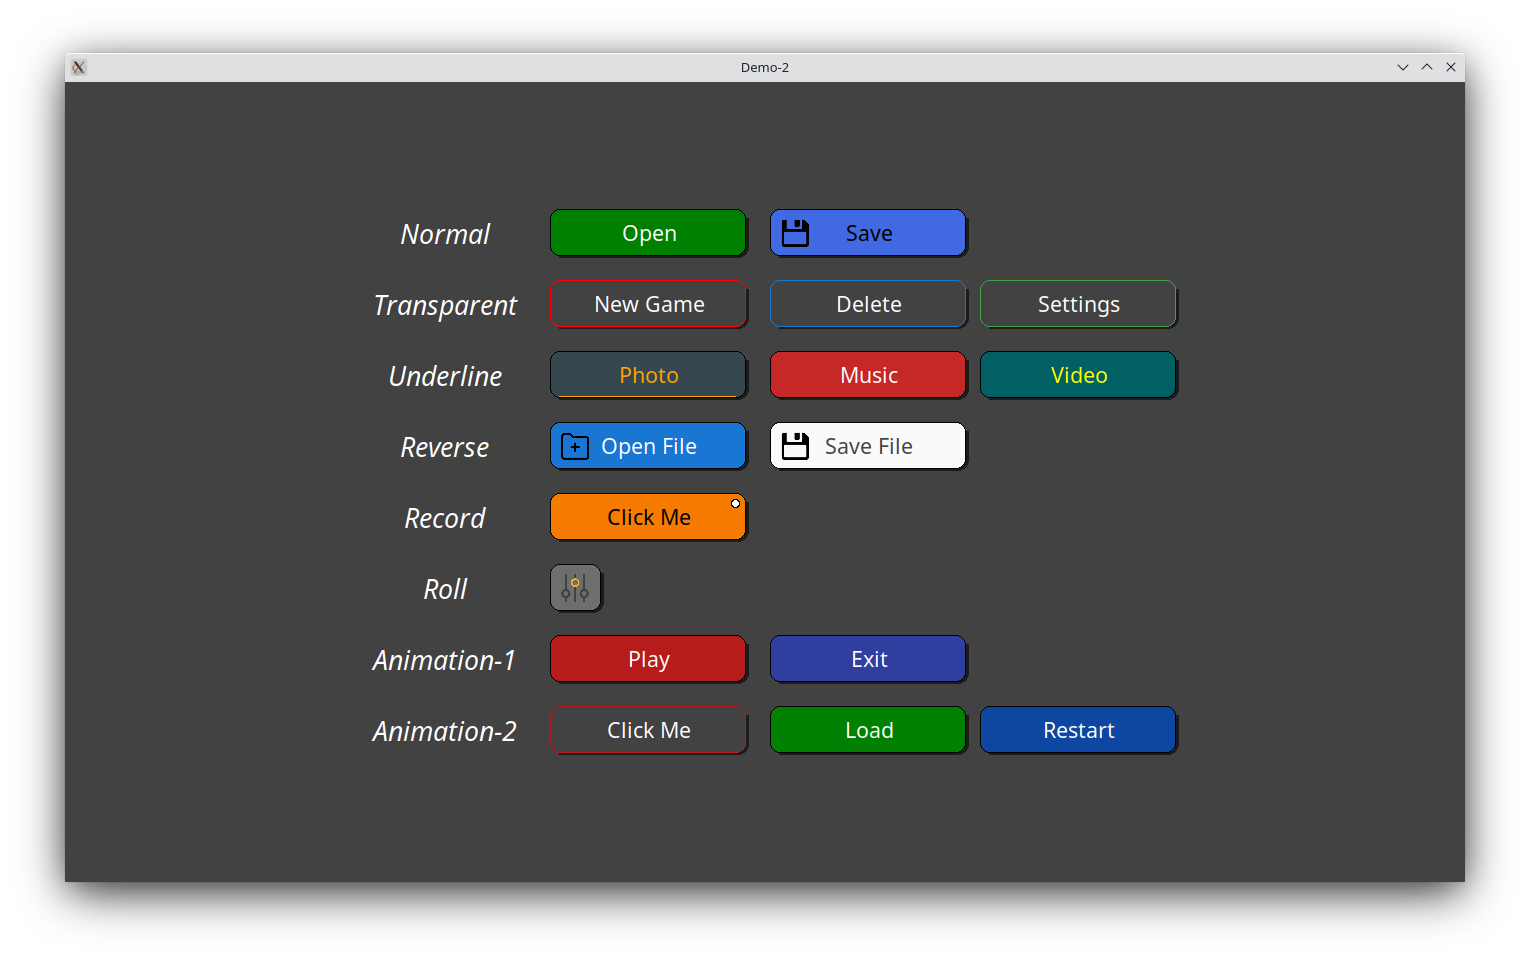 Demo-2
Normal Open Save
Transparent New Game Delete Settings
Underline Photo Music Video
Reverse Open File Save File
Record Click Me
Roll
Animation-1 Play Exit
Animation-2 Click Me Load Restart